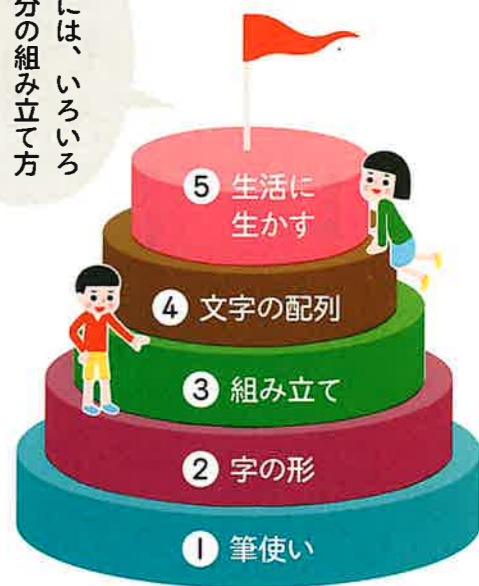 には、いろいろ
分の組み立て方
5 生活に
生かす
4 文字の配列
3 組み立て
2 字の形
1 筆使い